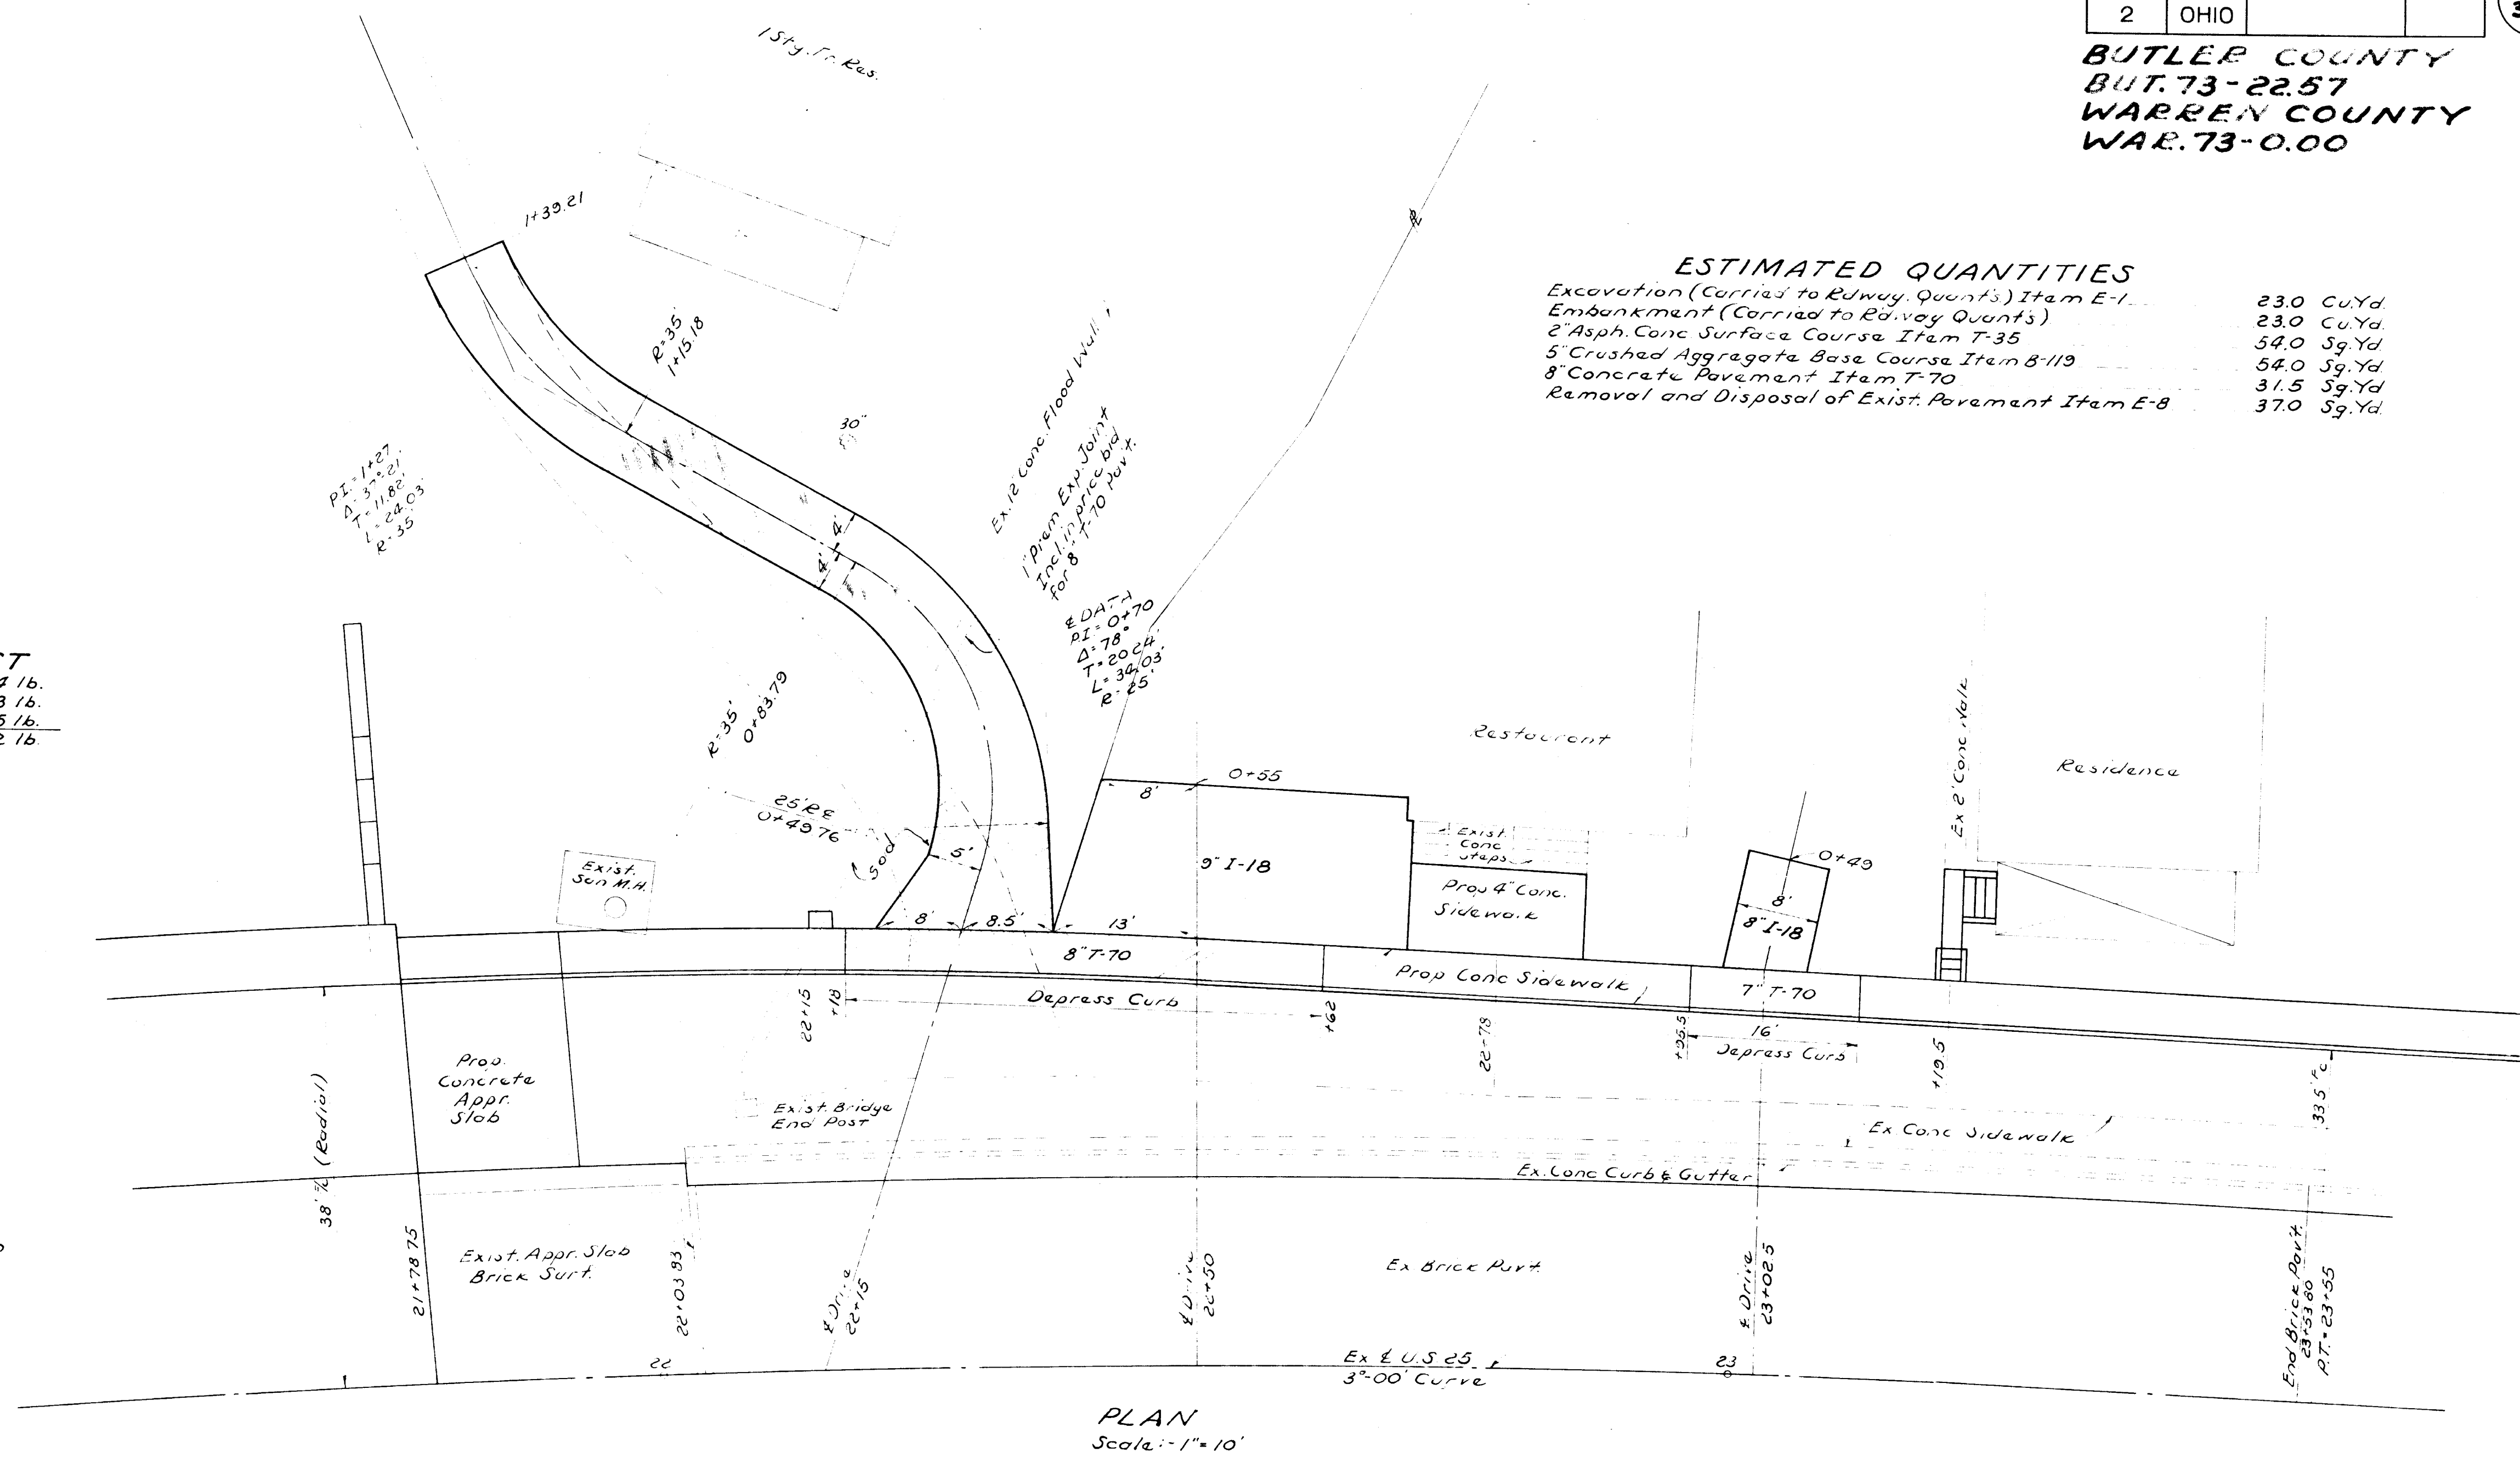 2 OHIO
BUTLER COUNTY
BUT. 73-22.57
WARREN COUNTY
WAR. 73-0.00
1 Sty. Fr. Res.
1+39.21
R=35'
1+15.18
30"
ESTIMATED QUANTITIES
Excavation (Carried to Rdway. Quant's) Item E-1 23.0 Cu.Yd.
Embankment (Carried to Rdway Quant's) 23.0 Cu.Yd.
2" Asph. Conc Surface Course Item T-35 54.0 Sq.Yd.
5" Crushed Aggregate Base Course Item B-119 54.0 Sq.Yd.
8" Concrete Pavement Item T-70 31.5 Sq.Yd
Removal and Disposal of Exist. Pavement Item E-8 37.0 Sq.Yd.
P.I.=1+27
Δ=37°21'
T=11.82'
L=24.03'
R=35'
Ex. 12" Conc. Flood Wall
1" Prem Exp. Joint
Incl. in price bid
for 8" T-70 Pav't.
4'
4'
℄ DATA
P.I.=0+70
Δ=78°
T=20.24'
L=34.03'
R=25'
lb.
lb.
lb.
lb.
R=35'
0+83.79
25' R ℄
0+49.76
Sod
5'
Exist.
San M.H.
8'
8.5'
13'
0+55
8'
9" I-18
Restaurant
Exist.
Conc
Steps
Prop 4" Conc.
Sidewalk
0+49
8'
8" I-18
Ex 2' Conc. Walk
Residence
8" T-70
Prop Conc Sidewalk
7" T-70
22+15
+18
Depress Curb
+62
22+78
+95.5
16'
Depress Curb
+19.5
38' (Radial)
Prop.
Concrete
Appr.
Slab
Exist. Bridge
End Post
Ex Conc Sidewalk
Ex. Conc Curb & Gutter
21+78.75
Exist. Appr. Slab
Brick Surf.
22+03.83
℄ Drive
22+15
℄ Drive
22+50
Ex Brick Pavt.
℄ Drive
23+02.5
End Brick Pav't.
23+53.80
P.T.=23+55
22
Ex ℄ U.S 25
3°-00' Curve
23
PLAN
Scale:-1"=10'